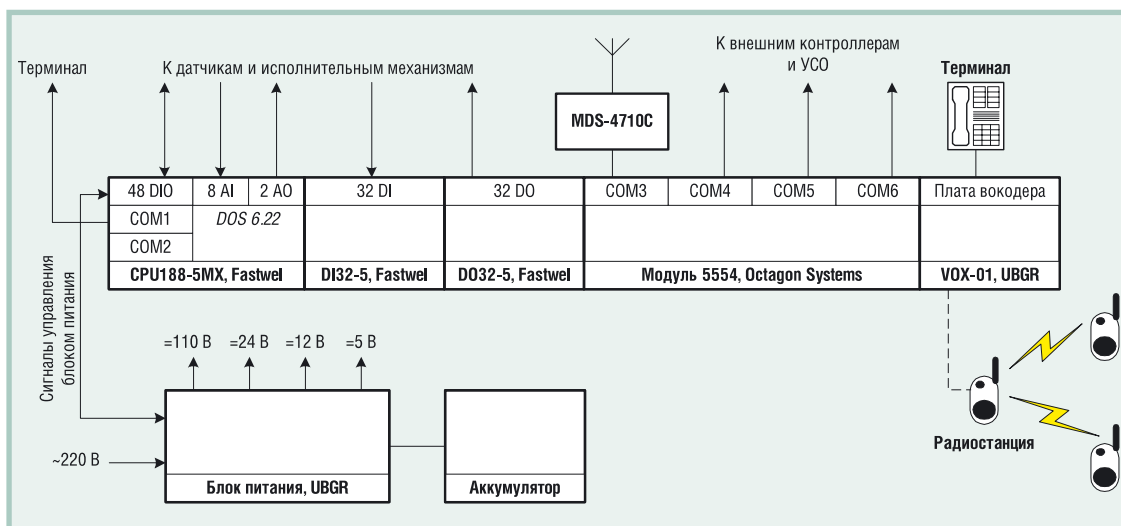 Терминал
К датчикам и исполнительным механизмам
К внешним контроллерам
и УСО
Терминал
MDS-4710C
48 DIO
8 AI
2 AO
32 DI
32 DO
COM3
COM4
COM5
COM6
Плата вокодера
COM1
DOS 6.22
COM2
CPU188-5MX, Fastwel
DI32-5, Fastwel
DO32-5, Fastwel
Модуль 5554, Octagon Systems
VOX-01, UBGR
Сигналы управления
блоком питания
=110 В
=24 В
=12 В
=5 В
~220 В
Блок питания, UBGR
Аккумулятор
Радиостанция